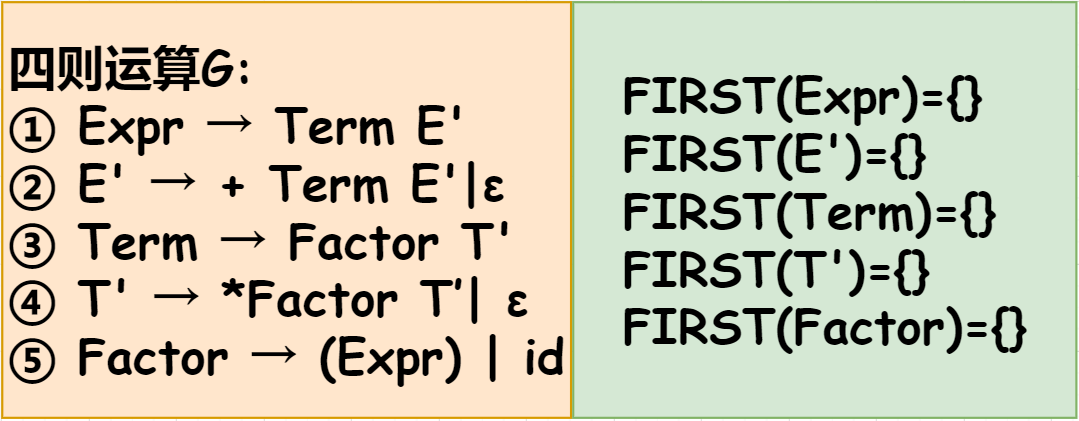 四则运算G:
① Expr → Term E'
② E' → + Term E'|ε
③ Term → Factor T'
④ T' → *Factor T′| ε
⑤ Factor → (Expr) | id
FIRST(Expr)={}
FIRST(E')={}
FIRST(Term)={}
FIRST(T')={}
FIRST(Factor)={}